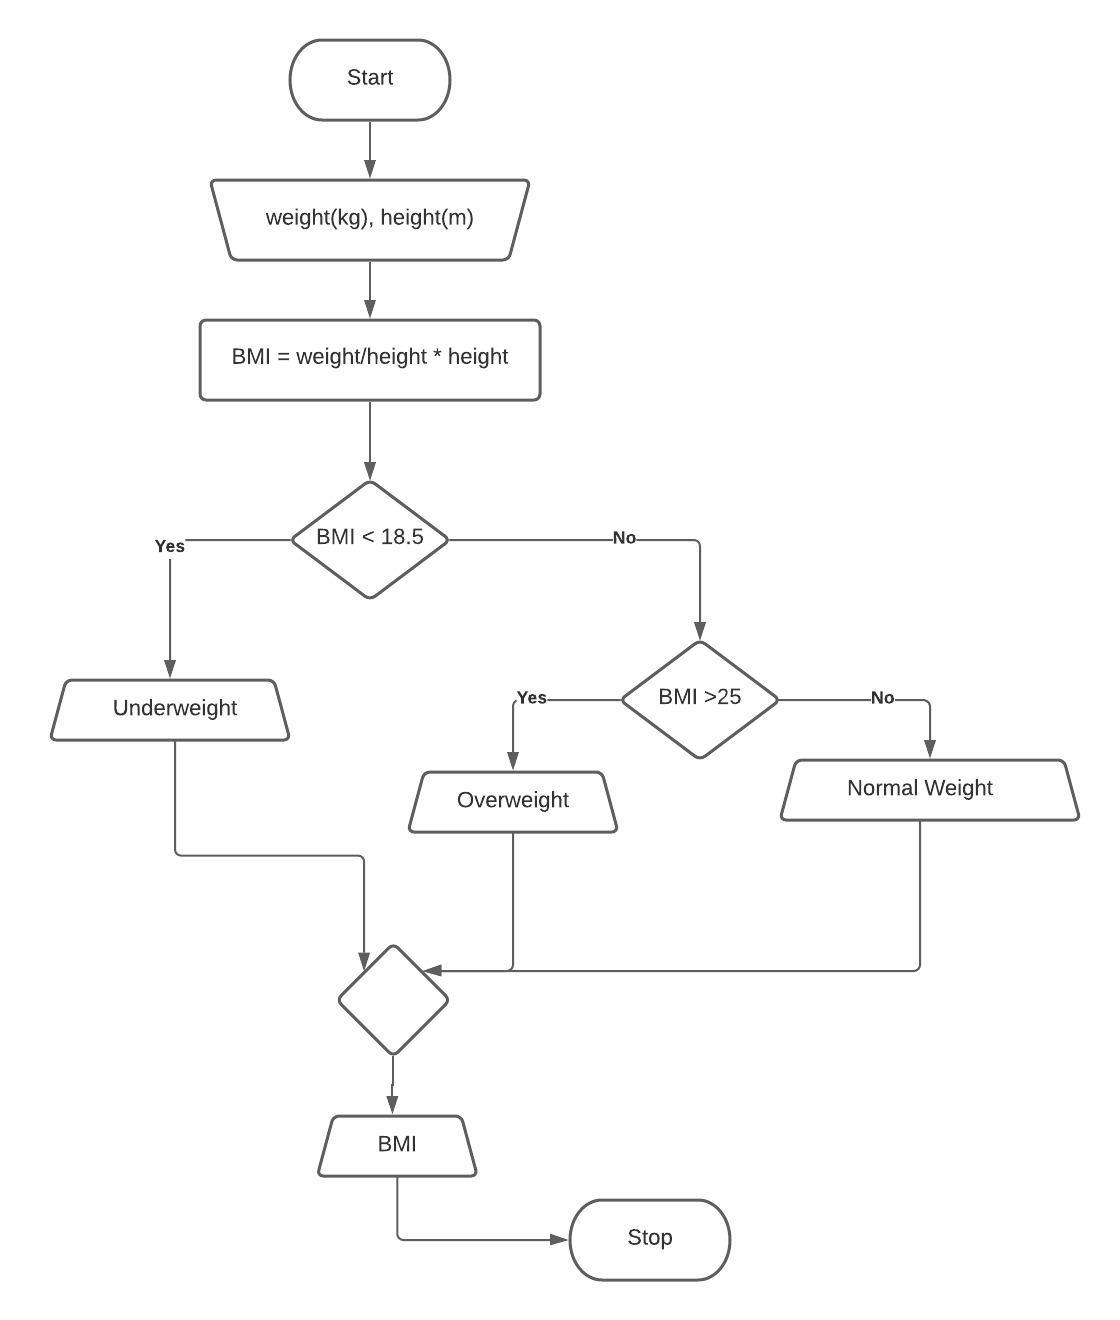 Start
weight(kg), height(m)
BMI = weight/height * height
BMI < 18.5
Yes
No
Underweight
BMI >25
Yes
No
Overweight
Normal Weight
BMI
Stop